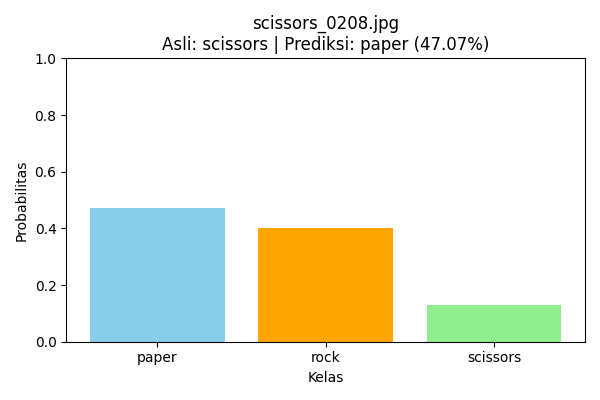 scissors_0208.jpg
Asli: scissors | Prediksi: paper (47.07%)
1.0
0.8
0.6
0.4
0.2
0.0
Probabilitas
paper rock scissors
Kelas